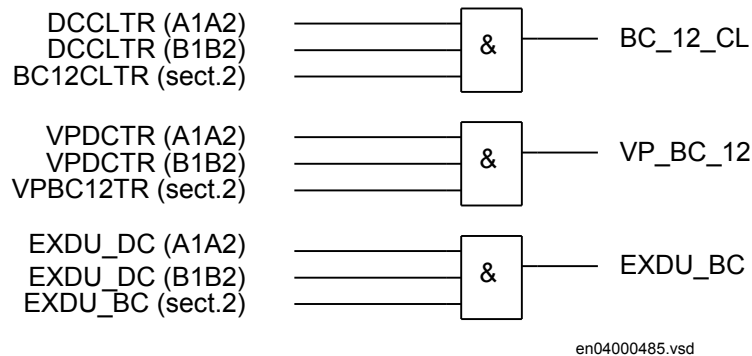 DCCLTR (A1A2)
DCCLTR (B1B2)
BC12CLTR (sect.2)
&
BC_12_CL
VPDCTR (A1A2)
VPDCTR (B1B2)
VPBC12TR (sect.2)
&
VP_BC_12
EXDU_DC (A1A2)
EXDU_DC (B1B2)
EXDU_BC (sect.2)
&
EXDU_BC
en04000485.vsd